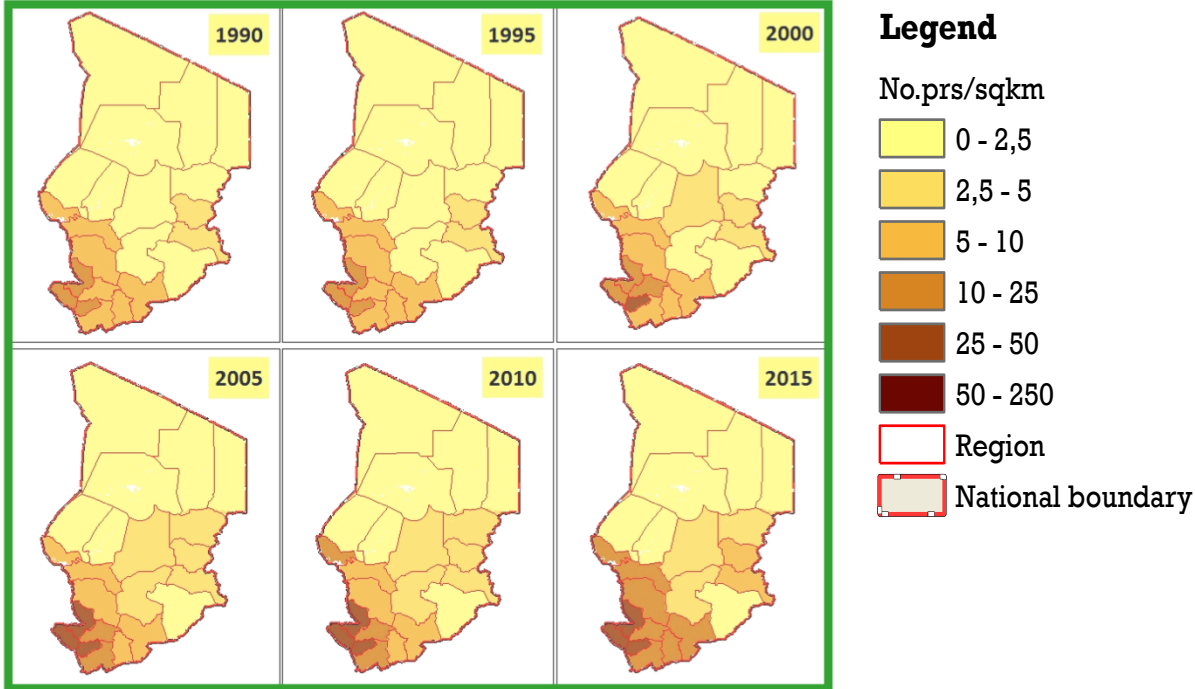 1990
1995
2000
2005
2010
2015
Legend
No.prs/sqkm
0 - 2,5
2,5 - 5
5 - 10
10 - 25
25 - 50
50 - 250
Region
National boundary